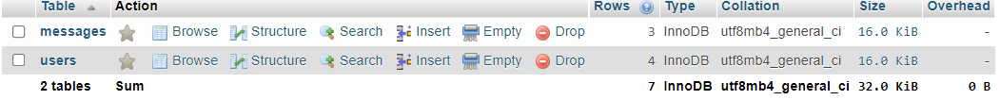 Table Action Rows Type Collation Size Overhead
messages Browse Structure Search Insert Empty Drop 3 InnoDB utf8mb4_general_ci 16.0 KiB -
users Browse Structure Search Insert Empty Drop 4 InnoDB utf8mb4_general_ci 16.0 KiB -
2 tables Sum 7 InnoDB utf8mb4_general_ci 32.0 KiB 0 B